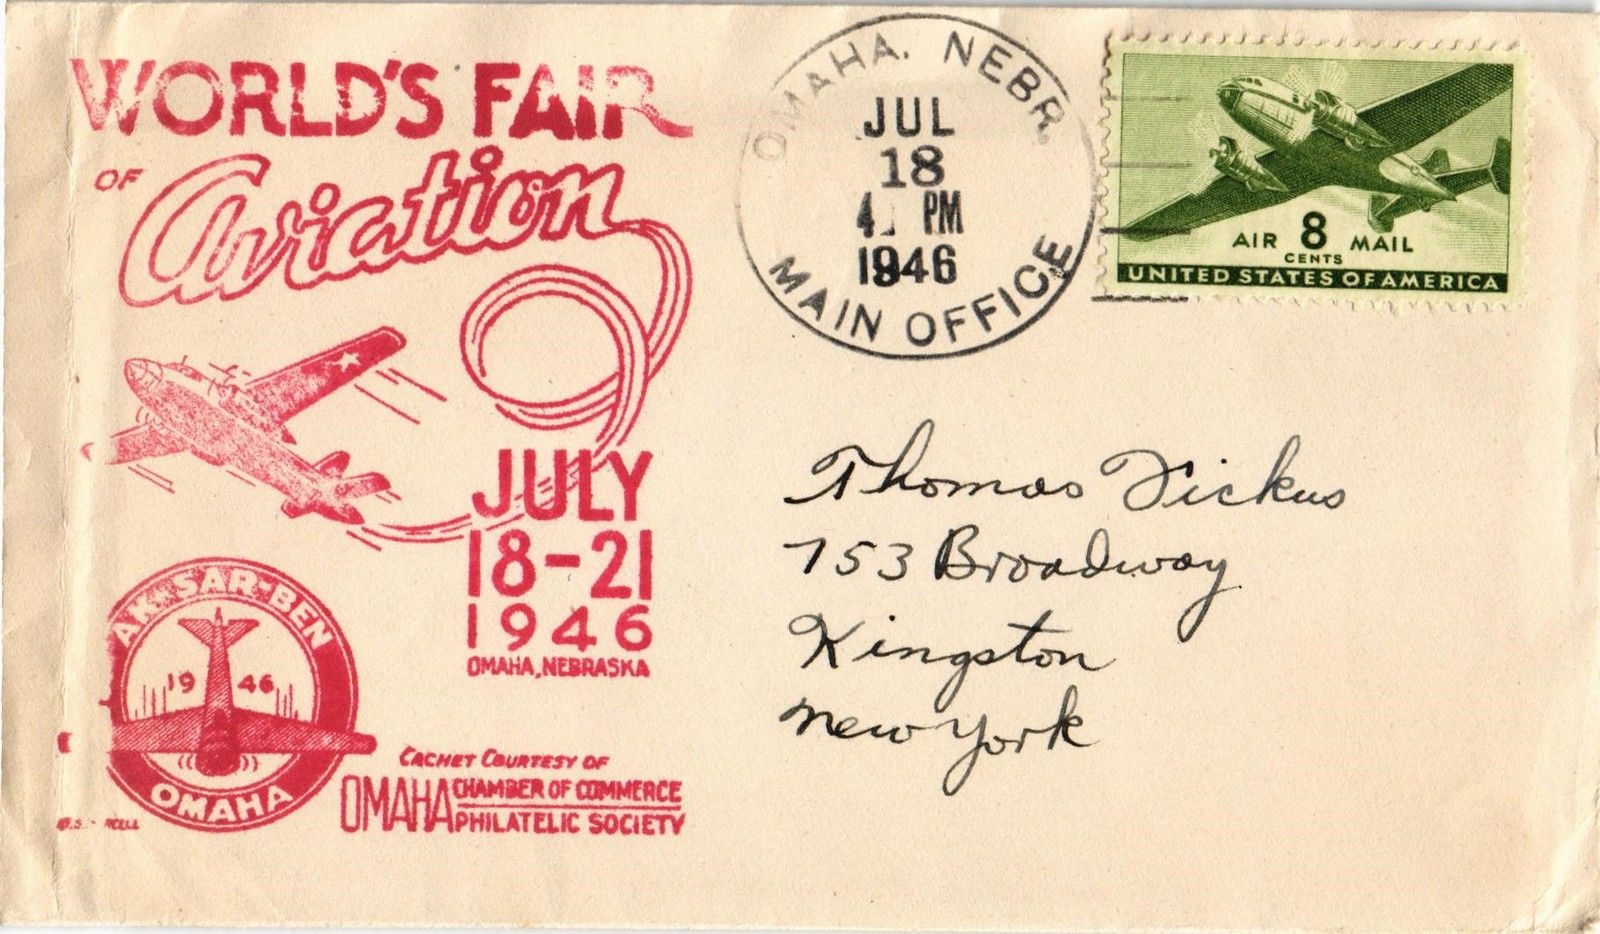 WORLD'S FAIR
OF Aviation
JULY
18-21
1946
OMAHA, NEBRASKA
AK-SAR-BEN
19 46
OMAHA
CACHET COURTESY OF
OMAHA CHAMBER OF COMMERCE
PHILATELIC SOCIETY
OMAHA, NEBR.
JUL
18
4 PM
1946
MAIN OFFICE
AIR 8 MAIL
CENTS
UNITED STATES OF AMERICA
Thomas Fickus
753 Broadway
Kingston
New York